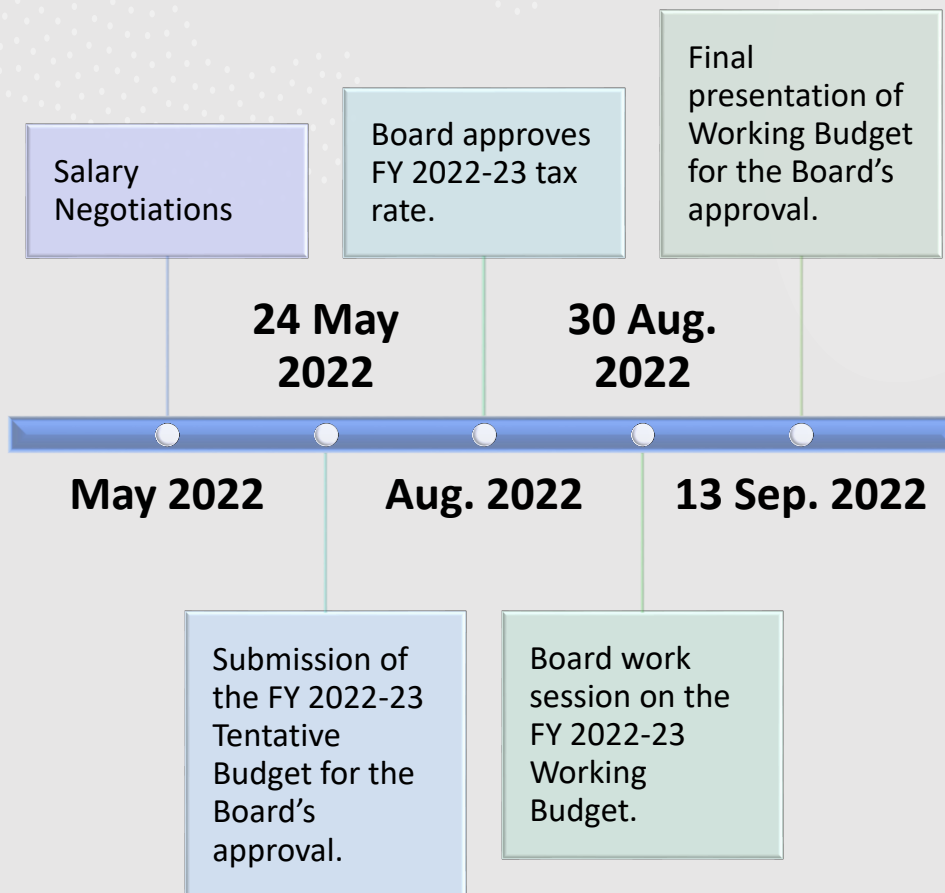 Salary
Negotiations
Board approves
FY 2022-23 tax
rate.
Final
presentation of
Working Budget
for the Board’s
approval.
24 May
2022
30 Aug.
2022
May 2022
Aug. 2022
13 Sep. 2022
Submission of
the FY 2022-23
Tentative
Budget for the
Board’s
approval.
Board work
session on the
FY 2022-23
Working
Budget.